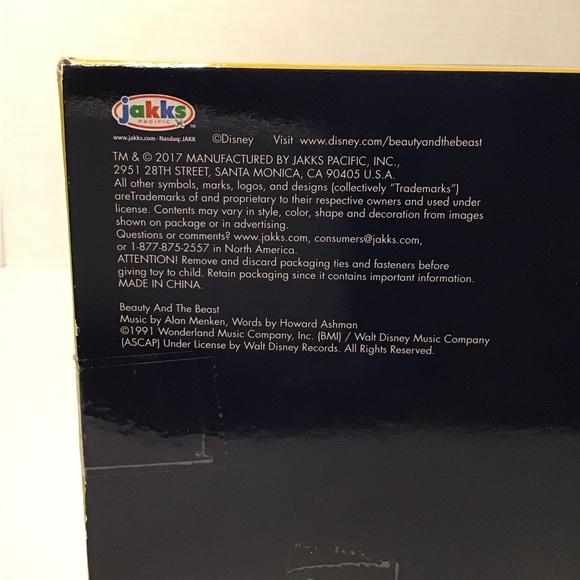 jakks
PACIFIC
TM
www.jakks.com - Nasdaq: JAKK
©Disney Visit www.disney.com/beautyandthebeast
TM & © 2017 MANUFACTURED BY JAKKS PACIFIC, INC.,
2951 28TH STREET, SANTA MONICA, CA 90405 U.S.A.
All other symbols, marks, logos, and designs (collectively “Trademarks”)
areTrademarks of and proprietary to their respective owners and used under
license. Contents may vary in style, color, shape and decoration from images
shown on package or in advertising.
Questions or comments? www.jakks.com, consumers@jakks.com,
or 1-877-875-2557 in North America.
ATTENTION! Remove and discard packaging ties and fasteners before
giving toy to child. Retain packaging since it contains important information.
MADE IN CHINA.
Beauty And The Beast
Music by Alan Menken, Words by Howard Ashman
©1991 Wonderland Music Company, Inc. (BMI) / Walt Disney Music Company
(ASCAP) Under License by Walt Disney Records. All Rights Reserved.